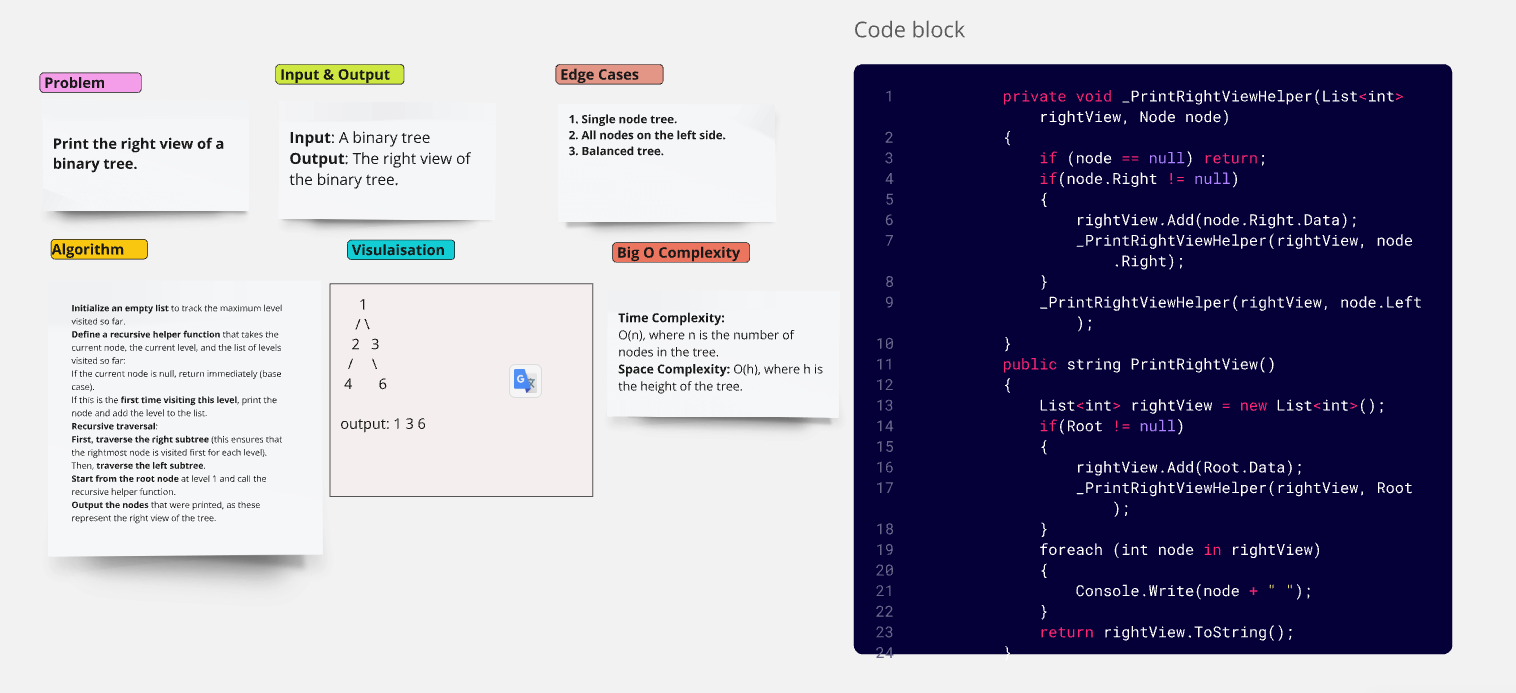 Code block
Problem
Print the right view of a
binary tree.
Input & Output
Input: A binary tree
Output: The right view of
the binary tree.
Edge Cases
1. Single node tree.
2. All nodes on the left side.
3. Balanced tree.
Algorithm
Initialize an empty list to track the maximum level
visited so far.
Define a recursive helper function that takes the
current node, the current level, and the list of levels
visited so far:
If the current node is null, return immediately (base
case).
If this is the first time visiting this level, print the
node and add the level to the list.
Recursive traversal:
First, traverse the right subtree (this ensures that
the rightmost node is visited first for each level).
Then, traverse the left subtree.
Start from the root node at level 1 and call the
recursive helper function.
Output the nodes that were printed, as these
represent the right view of the tree.
Visulaisation
1
/ \
2 3
/ \
4 6
output: 1 3 6
G
Big O Complexity
Time Complexity:
O(n), where n is the number of
nodes in the tree.
Space Complexity: O(h), where h is
the height of the tree.
1 private void _PrintRightViewHelper(List<int>
rightView, Node node)
2 {
3 if (node == null) return;
4 if(node.Right != null)
5 {
6 rightView.Add(node.Right.Data);
7 _PrintRightViewHelper(rightView, node
.Right);
8 }
9 _PrintRightViewHelper(rightView, node.Left
);
10 }
11 public string PrintRightView()
12 {
13 List<int> rightView = new List<int>();
14 if(Root != null)
15 {
16 rightView.Add(Root.Data);
17 _PrintRightViewHelper(rightView, Root
);
18 }
19 foreach (int node in rightView)
20 {
21 Console.Write(node + " ");
22 }
23 return rightView.ToString();
24 }